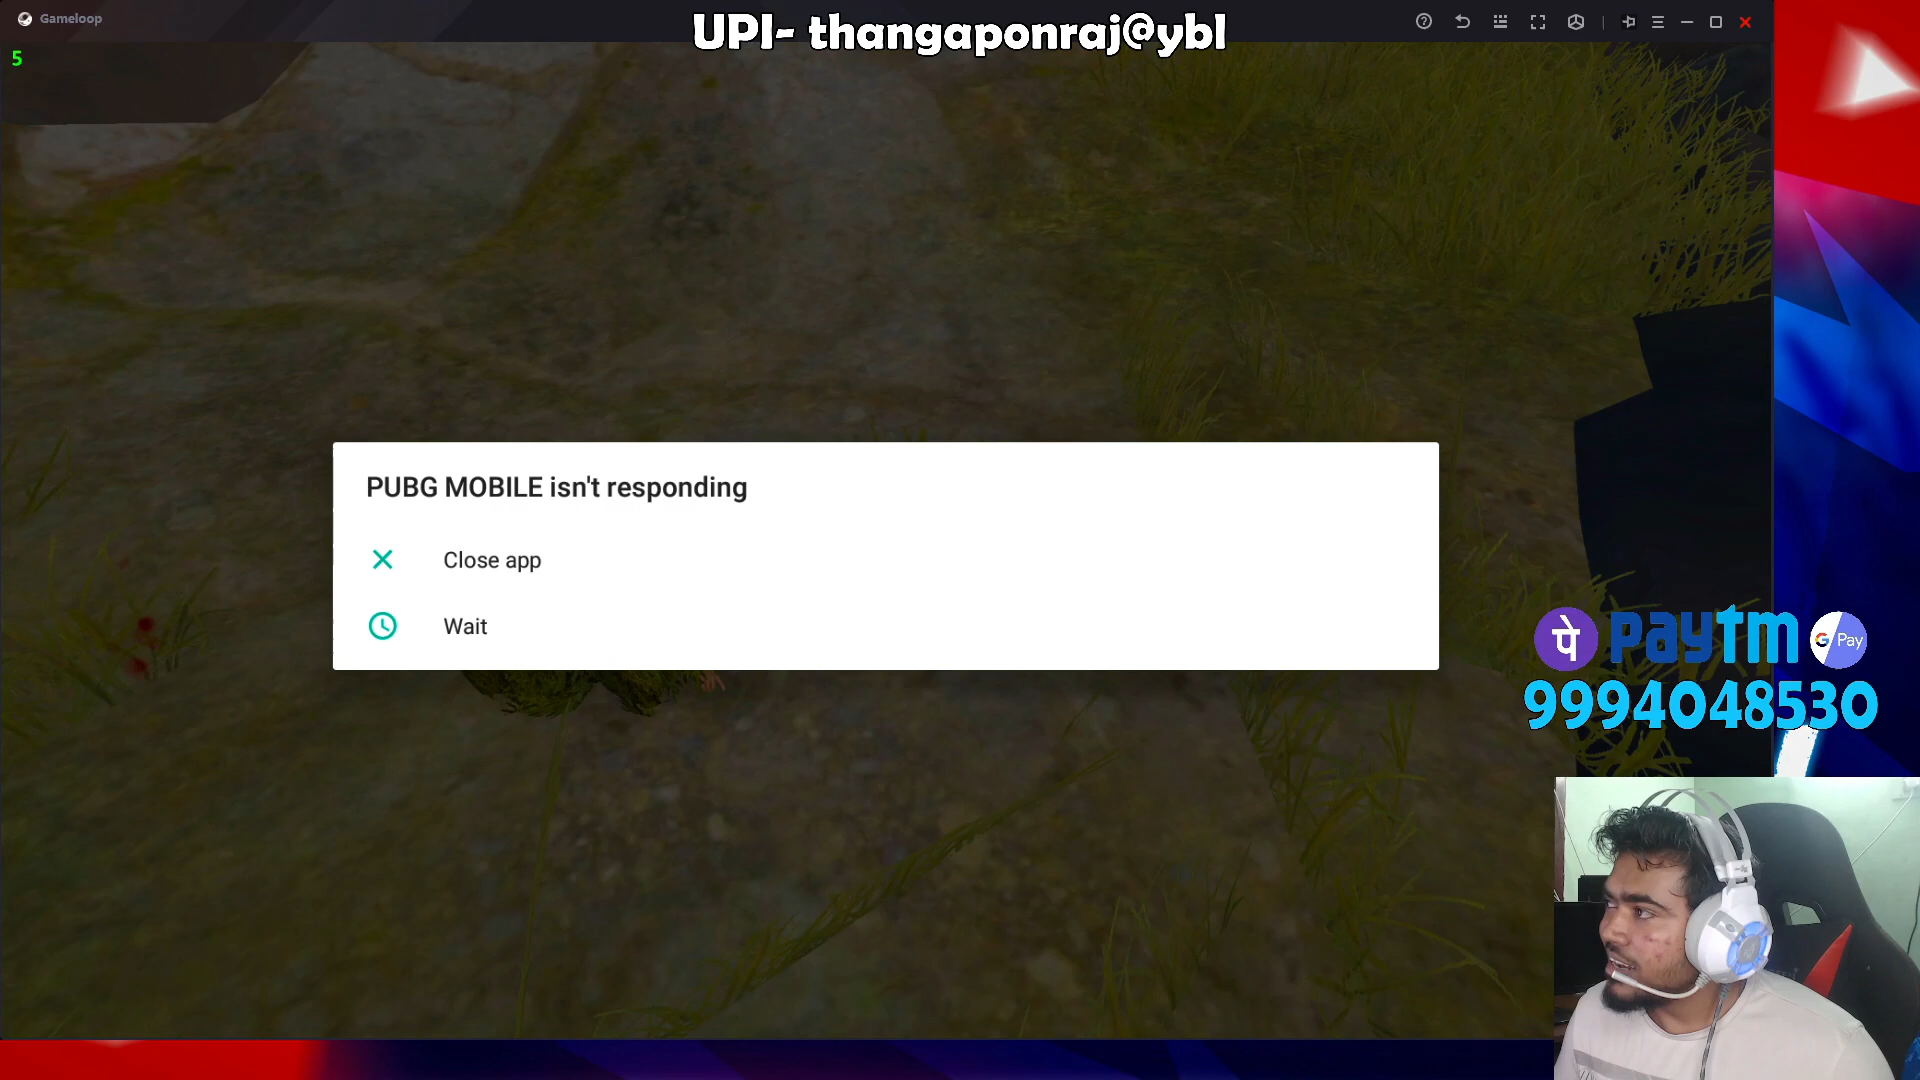 Gameloop
UPI- thangaponraj@ybl
5
PUBG MOBILE isn't responding
Close app
Wait
पे paytm G Pay
9994048530